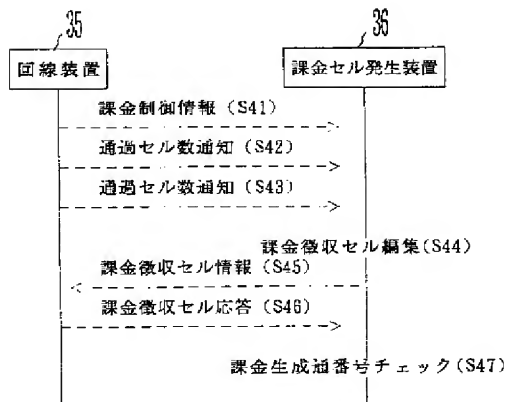 35
36
回線装置
課金セル発生装置
課金制御情報(S41)
通過セル数通知(S42)
通過セル数通知(S43)
課金徴収セル編集(S44)
課金徴収セル情報(S45)
課金徴収セル応答(S46)
課金生成通番号チェック(S47)